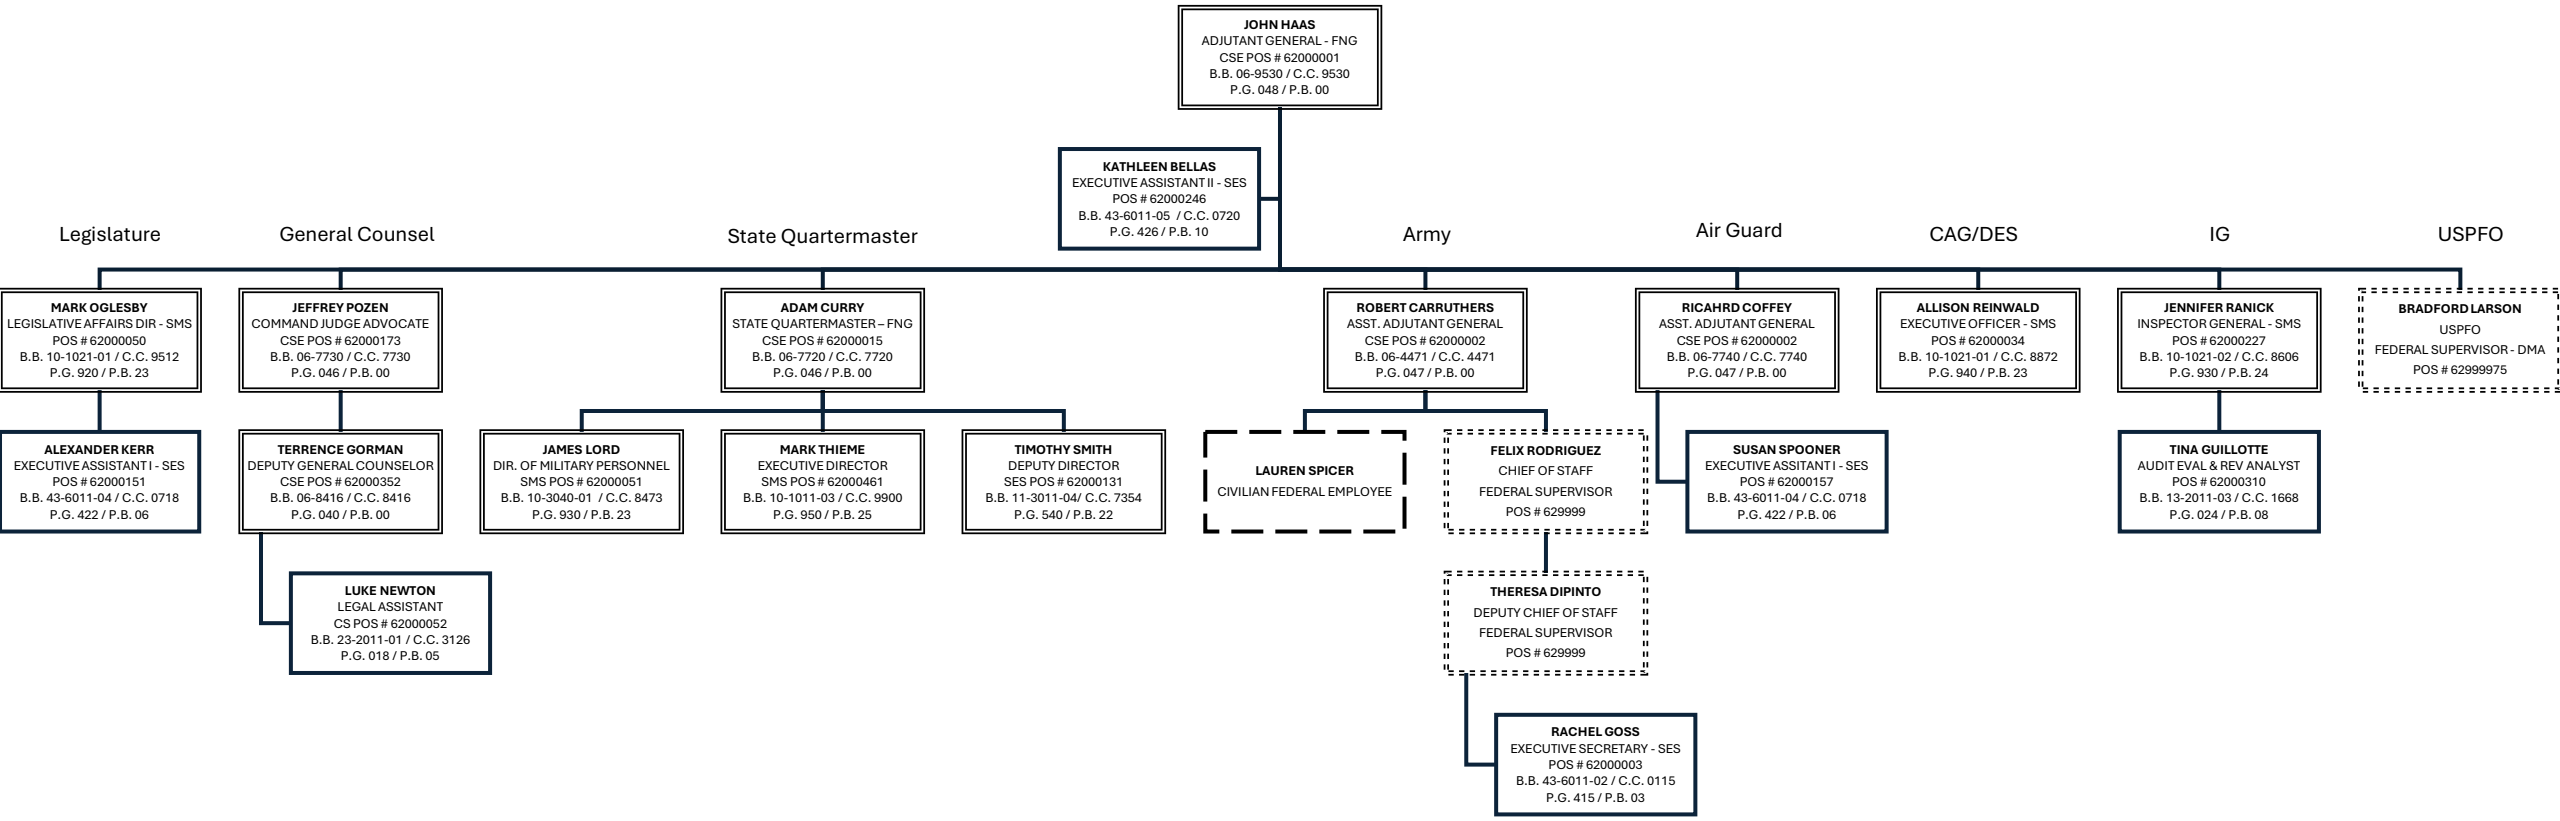 JOHN HAAS
ADJUTANT GENERAL - FNG
CSE POS # 62000001
B.B. 06-9530 / C.C. 9530
P.G. 048 / P.B. 00
KATHLEEN BELLAS
EXECUTIVE ASSISTANT II - SES
POS # 62000246
B.B. 43-6011-05 / C.C. 0720
P.G. 426 / P.B. 10
Legislature
General Counsel
State Quartermaster
Army
Air Guard
CAG/DES
IG
USPFO
MARK OGLESBY
LEGISLATIVE AFFAIRS DIR - SMS
POS # 62000050
B.B. 10-1021-01 / C.C. 9512
P.G. 920 / P.B. 23
JEFFREY POZEN
COMMAND JUDGE ADVOCATE
CSE POS # 62000173
B.B. 06-7730 / C.C. 7730
P.G. 046 / P.B. 00
ADAM CURRY
STATE QUARTERMASTER – FNG
CSE POS # 62000015
B.B. 06-7720 / C.C. 7720
P.G. 046 / P.B. 00
ROBERT CARRUTHERS
ASST. ADJUTANT GENERAL
CSE POS # 62000002
B.B. 06-4471 / C.C. 4471
P.G. 047 / P.B. 00
RICAHRD COFFEY
ASST. ADJUTANT GENERAL
CSE POS # 62000002
B.B. 06-7740 / C.C. 7740
P.G. 047 / P.B. 00
ALLISON REINWALD
EXECUTIVE OFFICER - SMS
POS # 62000034
B.B. 10-1021-01 / C.C. 8872
P.G. 940 / P.B. 23
JENNIFER RANICK
INSPECTOR GENERAL - SMS
POS # 62000227
B.B. 10-1021-02 / C.C. 8606
P.G. 930 / P.B. 24
BRADFORD LARSON
USPFO
FEDERAL SUPERVISOR - DMA
POS # 62999975
ALEXANDER KERR
EXECUTIVE ASSISTANT I - SES
POS # 62000151
B.B. 43-6011-04 / C.C. 0718
P.G. 422 / P.B. 06
TERRENCE GORMAN
DEPUTY GENERAL COUNSELOR
CSE POS # 62000352
B.B. 06-8416 / C.C. 8416
P.G. 040 / P.B. 00
JAMES LORD
DIR. OF MILITARY PERSONNEL
SMS POS # 62000051
B.B. 10-3040-01 / C.C. 8473
P.G. 930 / P.B. 23
MARK THIEME
EXECUTIVE DIRECTOR
SMS POS # 62000461
B.B. 10-1011-03 / C.C. 9900
P.G. 950 / P.B. 25
TIMOTHY SMITH
DEPUTY DIRECTOR
SES POS # 62000131
B.B. 11-3011-04/ C.C. 7354
P.G. 540 / P.B. 22
LAUREN SPICER
CIVILIAN FEDERAL EMPLOYEE
FELIX RODRIGUEZ
CHIEF OF STAFF
FEDERAL SUPERVISOR
POS # 629999
SUSAN SPOONER
EXECUTIVE ASSITANT I - SES
POS # 62000157
B.B. 43-6011-04 / C.C. 0718
P.G. 422 / P.B. 06
TINA GUILLOTTE
AUDIT EVAL & REV ANALYST
POS # 62000310
B.B. 13-2011-03 / C.C. 1668
P.G. 024 / P.B. 08
LUKE NEWTON
LEGAL ASSISTANT
CS POS # 62000052
B.B. 23-2011-01 / C.C. 3126
P.G. 018 / P.B. 05
THERESA DIPINTO
DEPUTY CHIEF OF STAFF
FEDERAL SUPERVISOR
POS # 629999
RACHEL GOSS
EXECUTIVE SECRETARY - SES
POS # 62000003
B.B. 43-6011-02 / C.C. 0115
P.G. 415 / P.B. 03